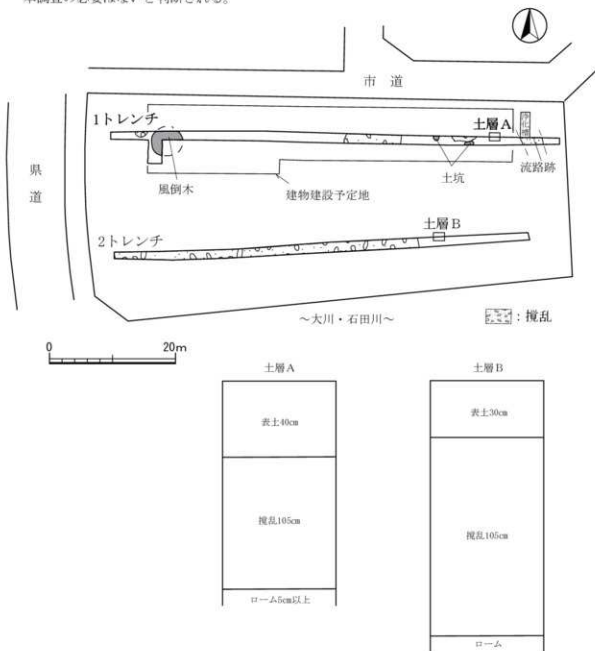 本調査の必要はないと判断される。
市 道
県
道
1トレンチ
土層A
浄化槽
風倒木
建物建設予定地
土坑
流路跡
2トレンチ
土層B
～大川・石田川～
：撹乱
0
20m
土層A
土層B
表土40cm
表土30cm
撹乱105cm
撹乱105cm
ローム5cm以上
ローム